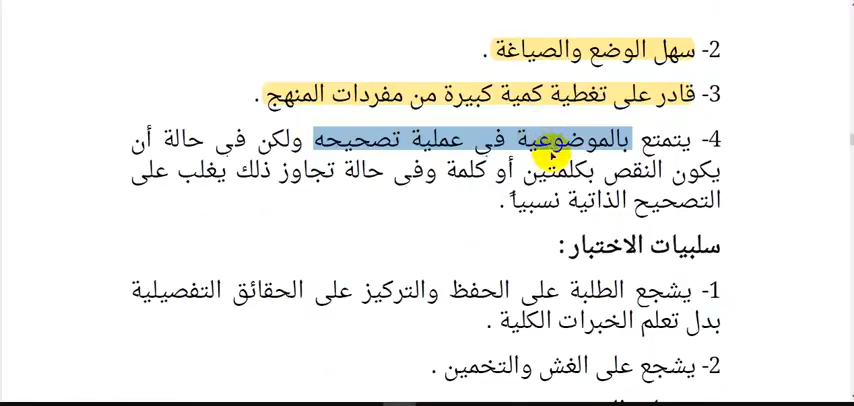 2- سهل الوضع والصياغة .
3- قادر على تغطية كمية كبيرة من مفردات المنهج .
4- يتمتع بالموضوعية فى عملية تصحيحه ولكن فى حالة أن
يكون النقص بكلمتين أو كلمة وفى حالة تجاوز ذلك يغلب على
التصحيح الذاتية نسبياً .
سلبيات الاختبار :
1- يشجع الطلبة على الحفظ والتركيز على الحقائق التفصيلية
بدل تعلم الخبرات الكلية .
2- يشجع على الغش والتخمين .